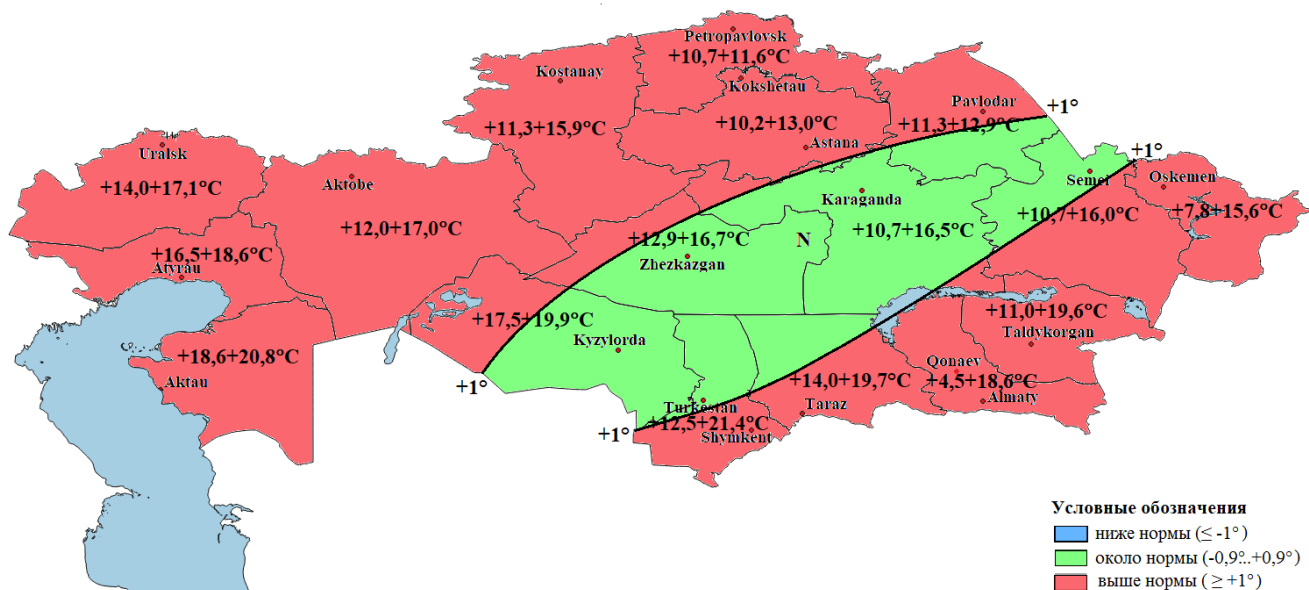 Petropavlovsk
+10,7+11,6°C
Kostanay
Kokshetau
Pavlodar
+1°
+11,3+15,9°C
+10,2+13,0°C
+11,3+12,9°C
Astana
Uralsk
+1°
Aktobe
Semei
Oskemen
+14,0+17,1°C
Karaganda
+12,0+17,0°C
+10,7+16,5°C
+10,7+16,0°C
+7,8+15,6°C
+12,9+16,7°C
N
+16,5+18,6°C
Zhezkazgan
Atyrau
+17,5+19,9°C
+11,0+19,6°C
Taldykorgan
Kyzylorda
+18,6+20,8°C
Qonaev
Aktau
+1°
+14,0+19,7°C
+4,5+18,6°C
Turkestan
Taraz
Almaty
+12,5+21,4°C
+1°
Shymkent
Условные обозначения
ниже нормы (≤ -1°)
около нормы (-0,9°...+0,9°)
выше нормы (≥ +1°)